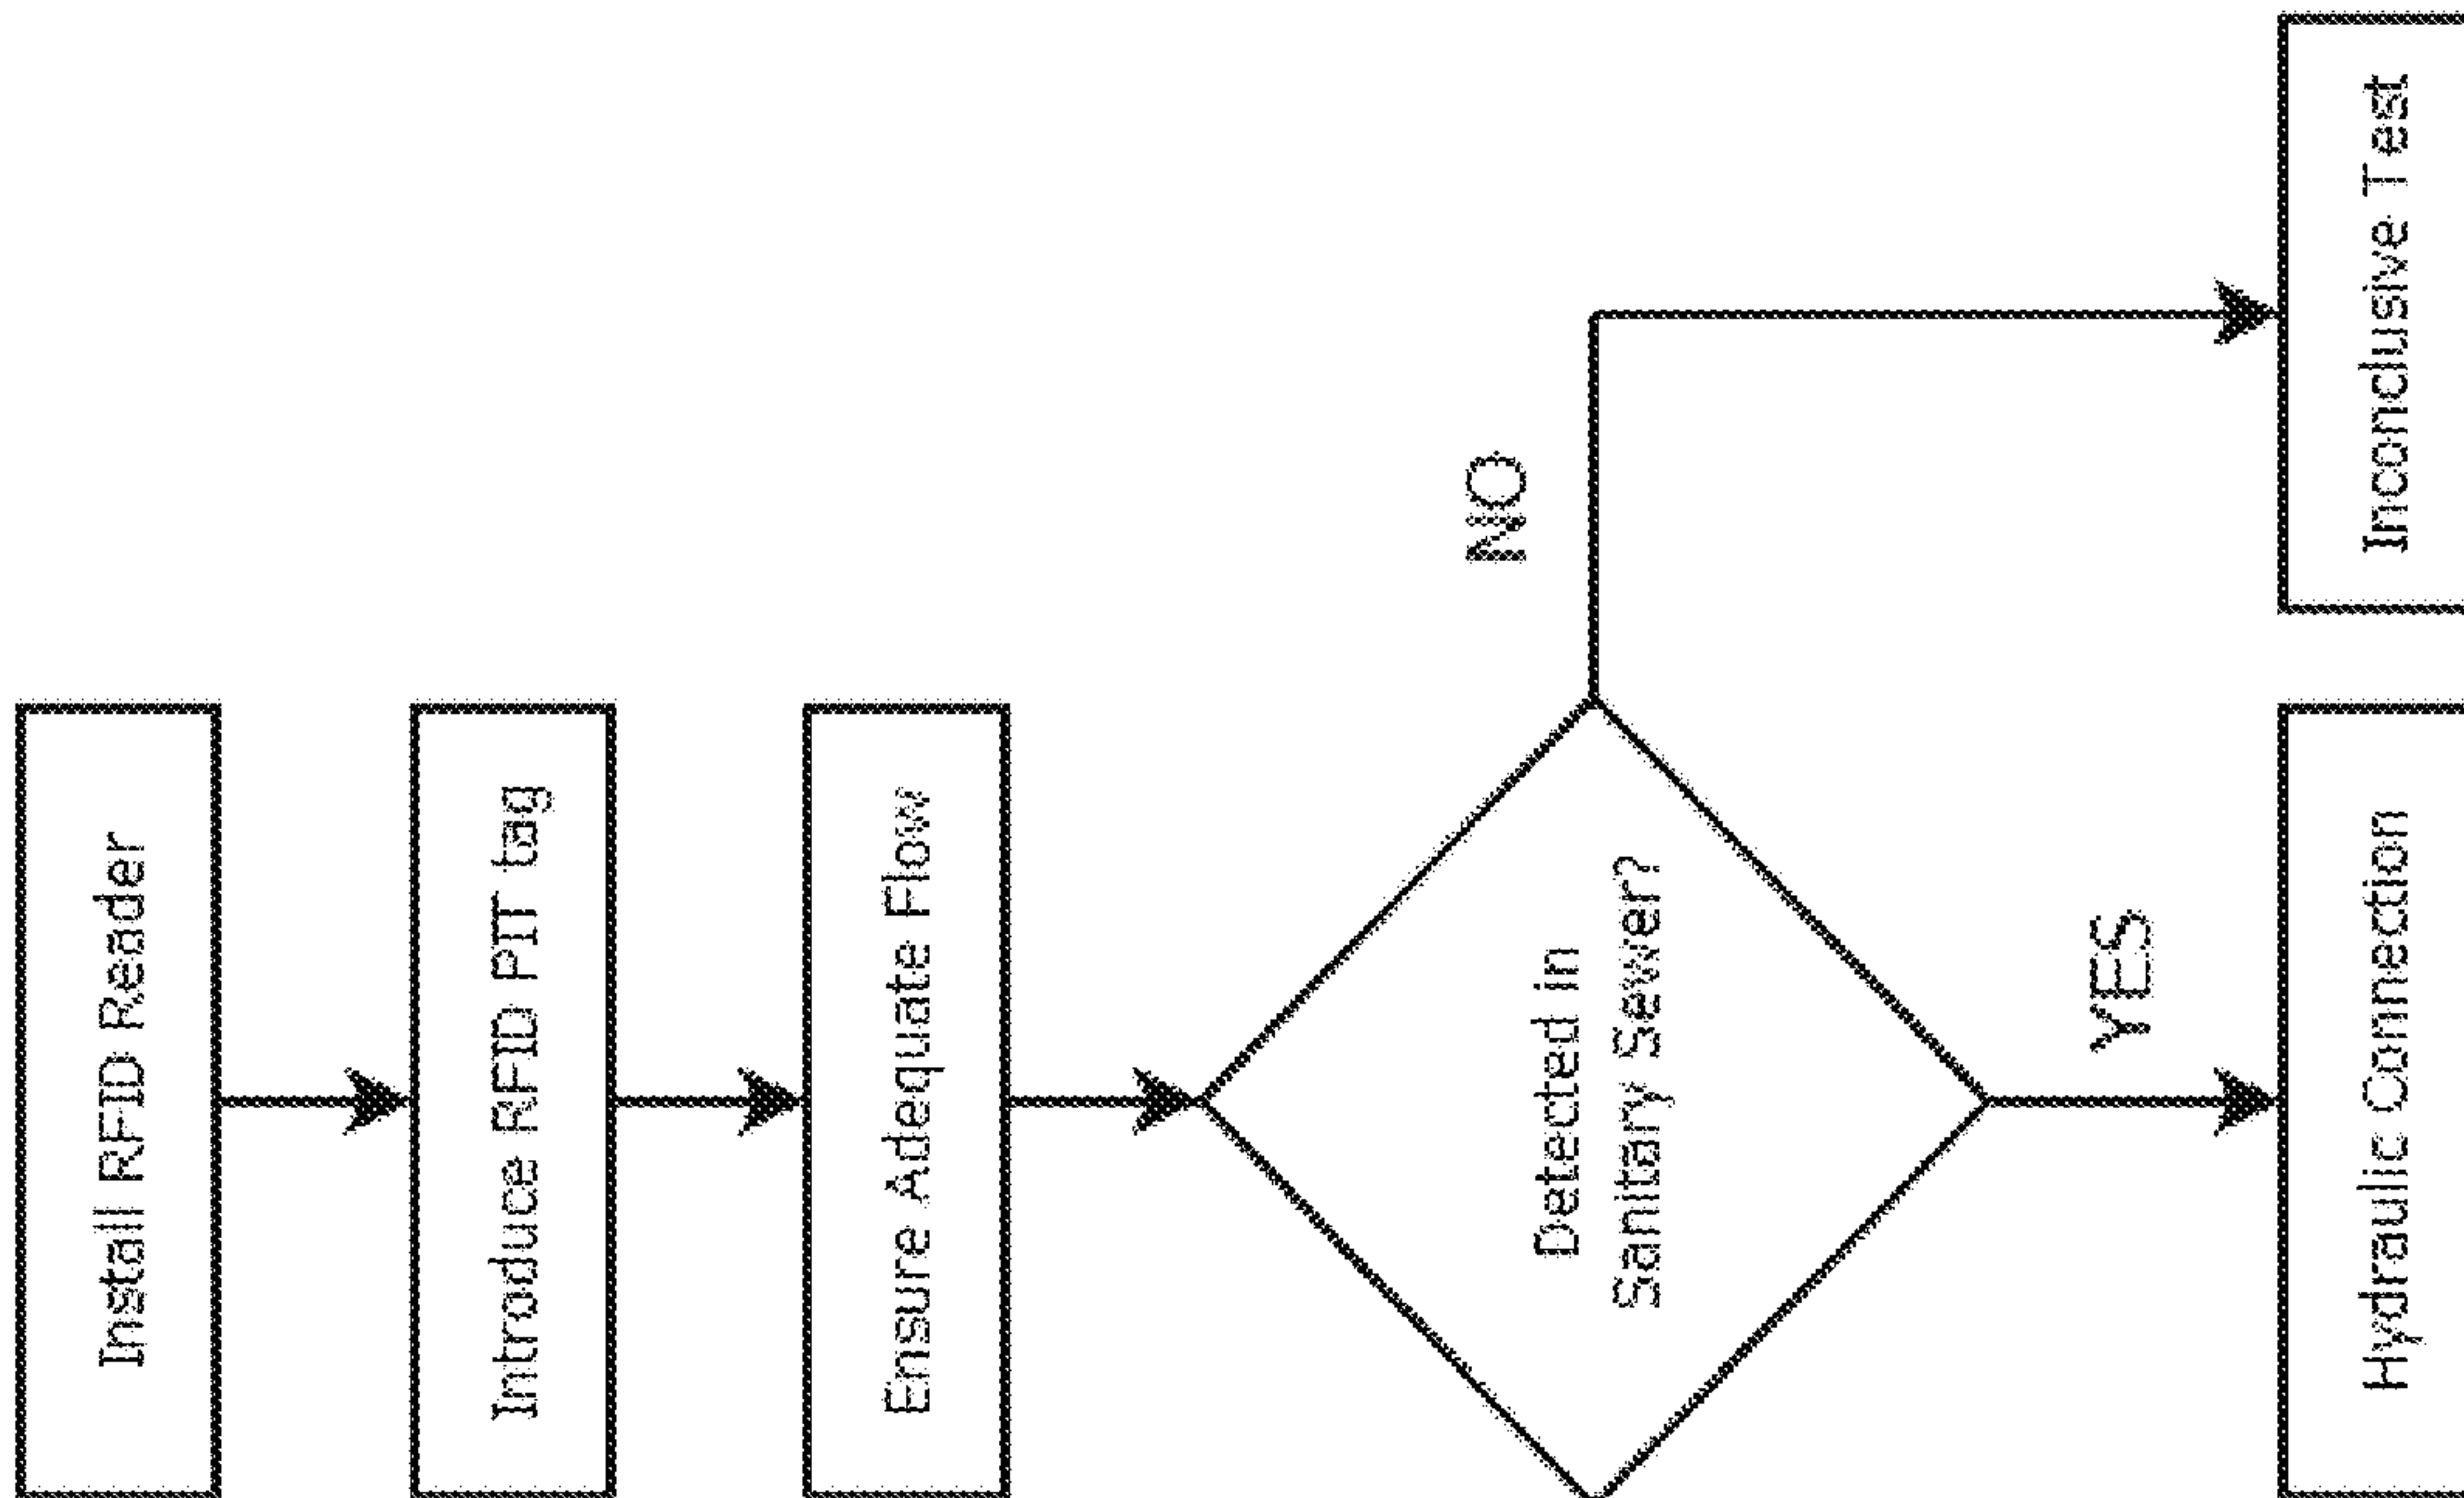 Install RFID Reader
Introduce RFID PIT tag
Ensure Adequate Flow
Detected in
Sanitary Sewer?
NO
YES
Hydraulic Connection
Inconclusive Test